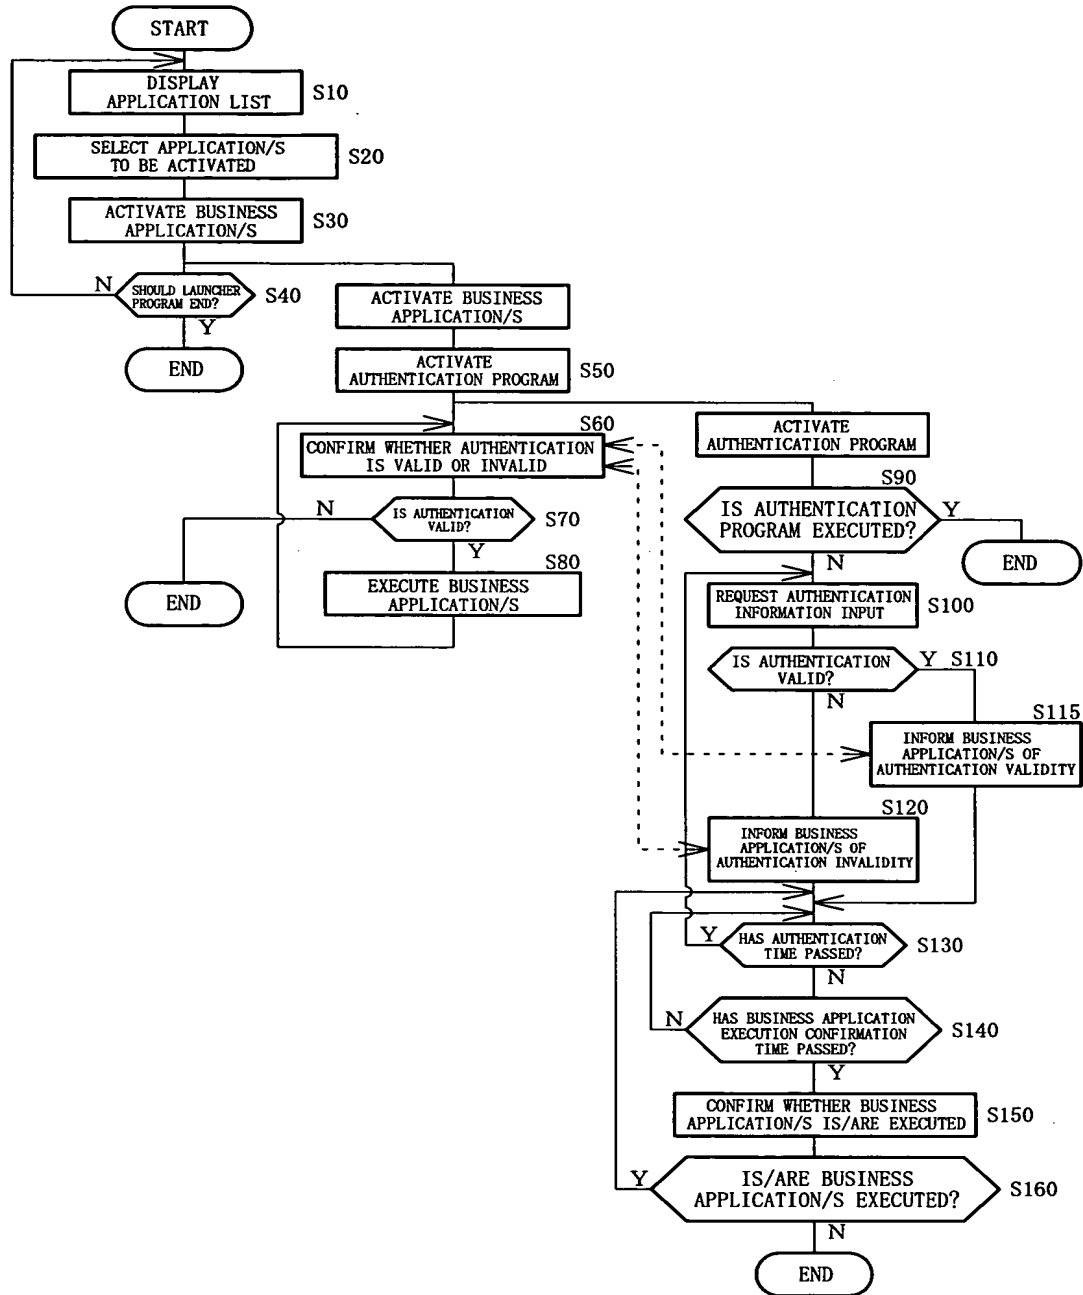 START
DISPLAY
APPLICATION LIST
S10
SELECT APPLICATION/S
TO BE ACTIVATED
S20
ACTIVATE BUSINESS
APPLICATION/S
S30
N
SHOULD LAUNCHER
PROGRAM END?
S40
Y
END
ACTIVATE BUSINESS
APPLICATION/S
ACTIVATE
AUTHENTICATION PROGRAM
S50
S60
CONFIRM WHETHER AUTHENTICATION
IS VALID OR INVALID
N
IS AUTHENTICATION
VALID?
S70
Y
END
S80
EXECUTE BUSINESS
APPLICATION/S
ACTIVATE
AUTHENTICATION PROGRAM
S90
IS AUTHENTICATION
PROGRAM EXECUTED?
Y
END
N
REQUEST AUTHENTICATION
INFORMATION INPUT
S100
IS AUTHENTICATION
VALID?
Y S110
N
S115
INFORM BUSINESS
APPLICATION/S OF
AUTHENTICATION VALIDITY
S120
INFORM BUSINESS
APPLICATION/S OF
AUTHENTICATION INVALIDITY
Y
HAS AUTHENTICATION
TIME PASSED?
S130
N
N
HAS BUSINESS APPLICATION
EXECUTION CONFIRMATION
TIME PASSED?
S140
Y
CONFIRM WHETHER BUSINESS
APPLICATION/S IS/ARE EXECUTED
S150
Y
IS/ARE BUSINESS
APPLICATION/S EXECUTED?
S160
N
END